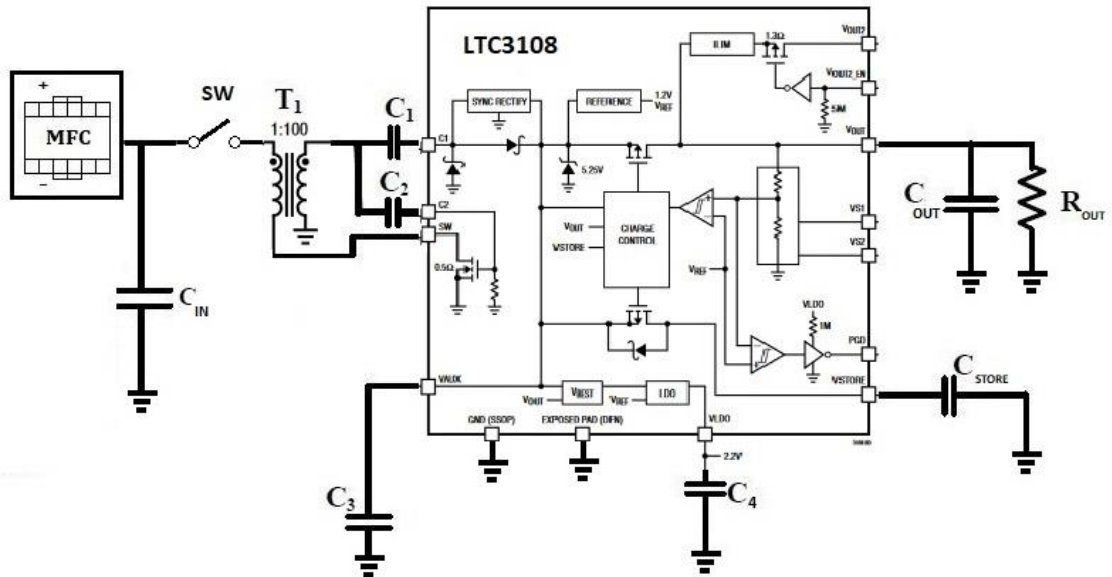 LTC3108
+
MFC
−
SW
T1
1:100
C1
C2
CIN
C3
C4
COUT
ROUT
CSTORE
C1
C2
SW
0.5Ω
SYNC RECTIFY
REFERENCE
1.2V
VREF
5.25V
ILIM
1.3Ω
VOUT2
VOUT2_EN
5M
VOUT
CHARGE
CONTROL
VOUT
VSTORE
VREF
VS1
VS2
VLDO
1M
PGD
VSTORE
VAUX
VOUT
VBEST
VREF
LDO
VLDO
2.2V
GND (SSOP)
EXPOSED PAD (DFN)